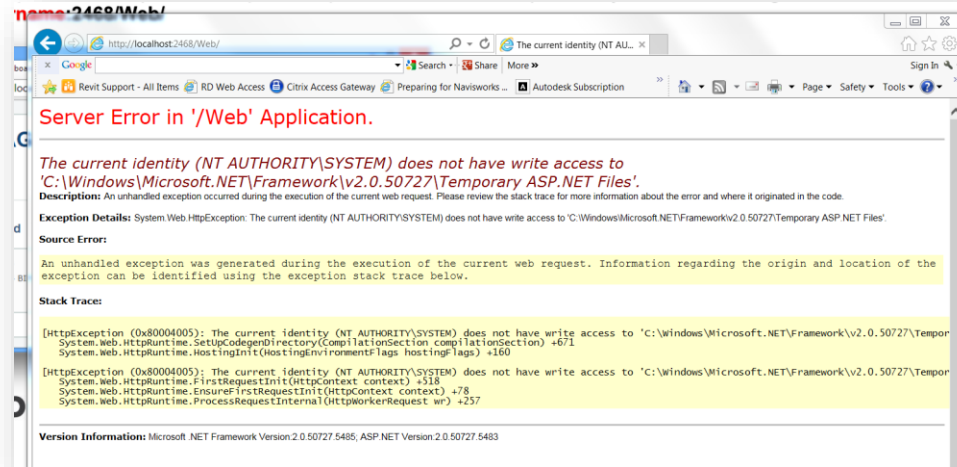 name:2468/Web/
http://localhost:2468/Web/
The current identity (NT AU...
Google
Search
Share
More »
Sign In
Revit Support - All Items
RD Web Access
Citrix Access Gateway
Preparing for Navisworks ...
Autodesk Subscription
Page
Safety
Tools
Server Error in '/Web' Application.
The current identity (NT AUTHORITY\SYSTEM) does not have write access to
'C:\Windows\Microsoft.NET\Framework\v2.0.50727\Temporary ASP.NET Files'.
Description: An unhandled exception occurred during the execution of the current web request. Please review the stack trace for more information about the error and where it originated in the code.
Exception Details: System.Web.HttpException: The current identity (NT AUTHORITY\SYSTEM) does not have write access to 'C:\Windows\Microsoft.NET\Framework\v2.0.50727\Temporary ASP.NET Files'.
Source Error:
An unhandled exception was generated during the execution of the current web request. Information regarding the origin and location of the
exception can be identified using the exception stack trace below.
Stack Trace:
[HttpException (0x80004005): The current identity (NT AUTHORITY\SYSTEM) does not have write access to 'C:\Windows\Microsoft.NET\Framework\v2.0.50727\Tempor
System.Web.HttpRuntime.SetUpCodegenDirectory(CompilationSection compilationSection) +671
System.Web.HttpRuntime.HostingInit(HostingEnvironmentFlags hostingFlags) +160
[HttpException (0x80004005): The current identity (NT AUTHORITY\SYSTEM) does not have write access to 'C:\Windows\Microsoft.NET\Framework\v2.0.50727\Tempor
System.Web.HttpRuntime.FirstRequestInit(HttpContext context) +518
System.Web.HttpRuntime.EnsureFirstRequestInit(HttpContext context) +78
System.Web.HttpRuntime.ProcessRequestInternal(HttpWorkerRequest wr) +257
Version Information: Microsoft .NET Framework Version:2.0.50727.5485; ASP.NET Version:2.0.50727.5483